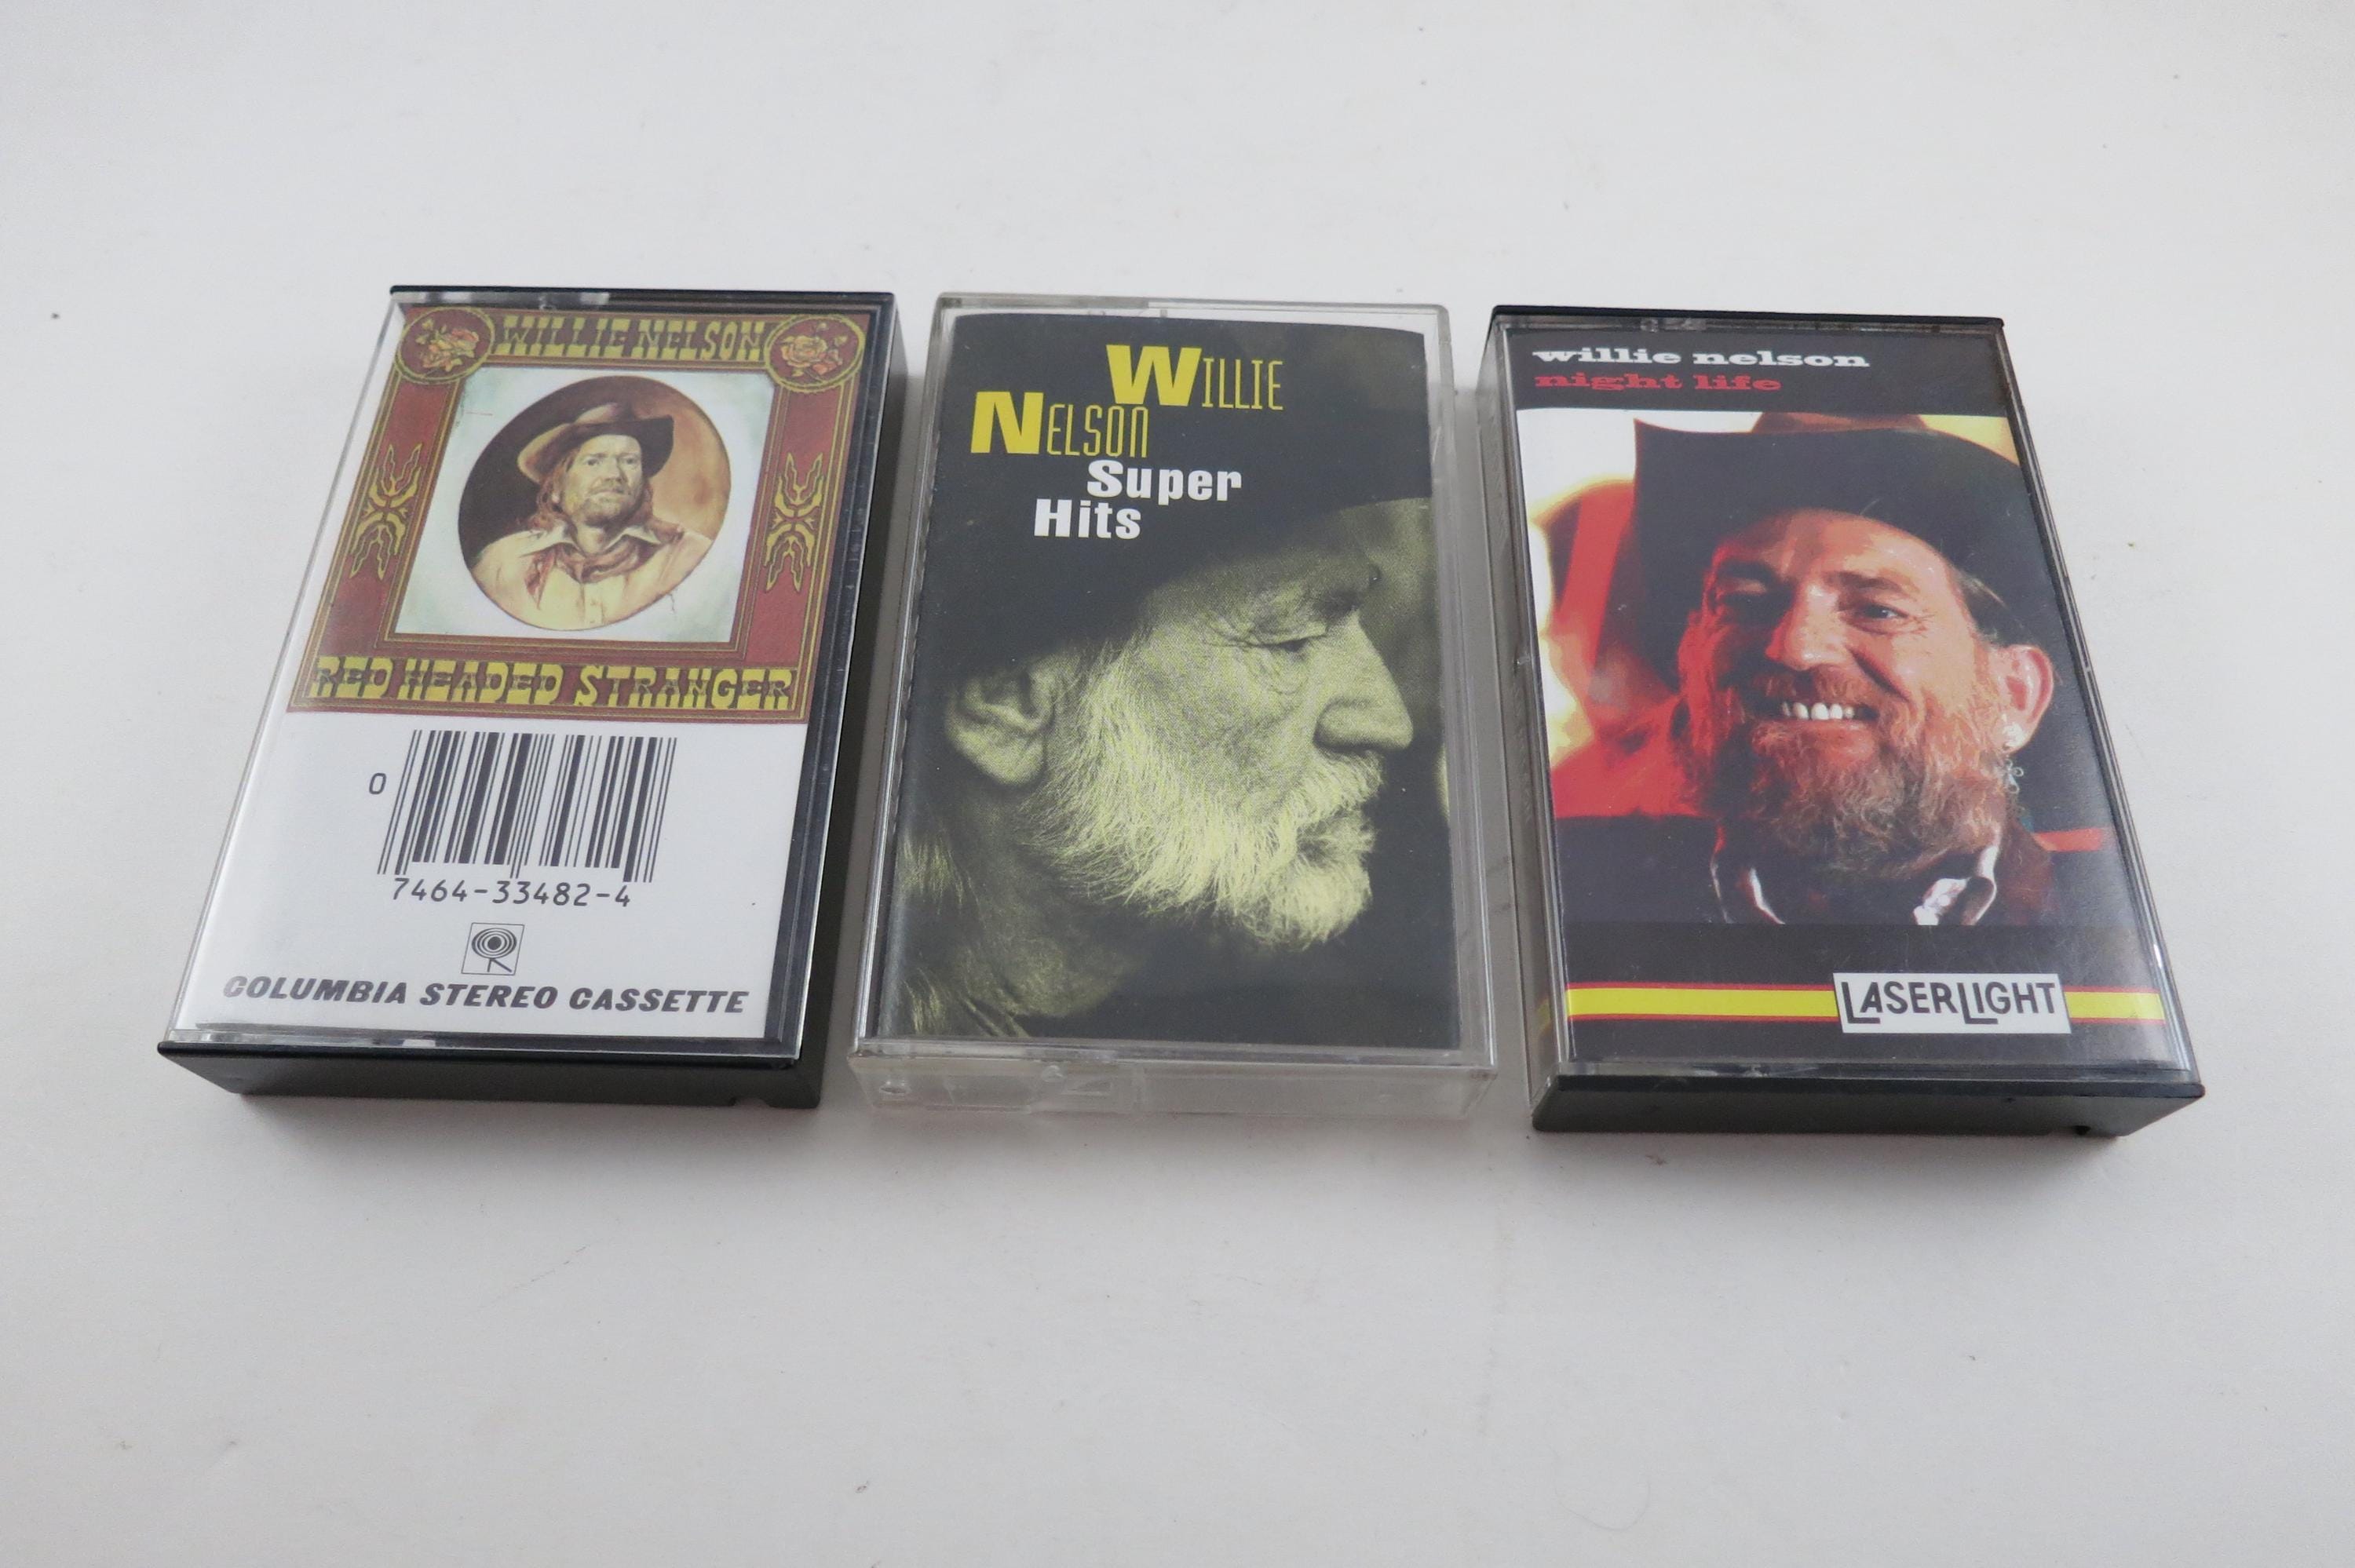 WILLIE NELSON
RED HEADED STRANGER
0
7464-33482-4
COLUMBIA STEREO CASSETTE
WILLIE
NELSON
Super
Hits
willie nelson
night life
LASERLIGHT